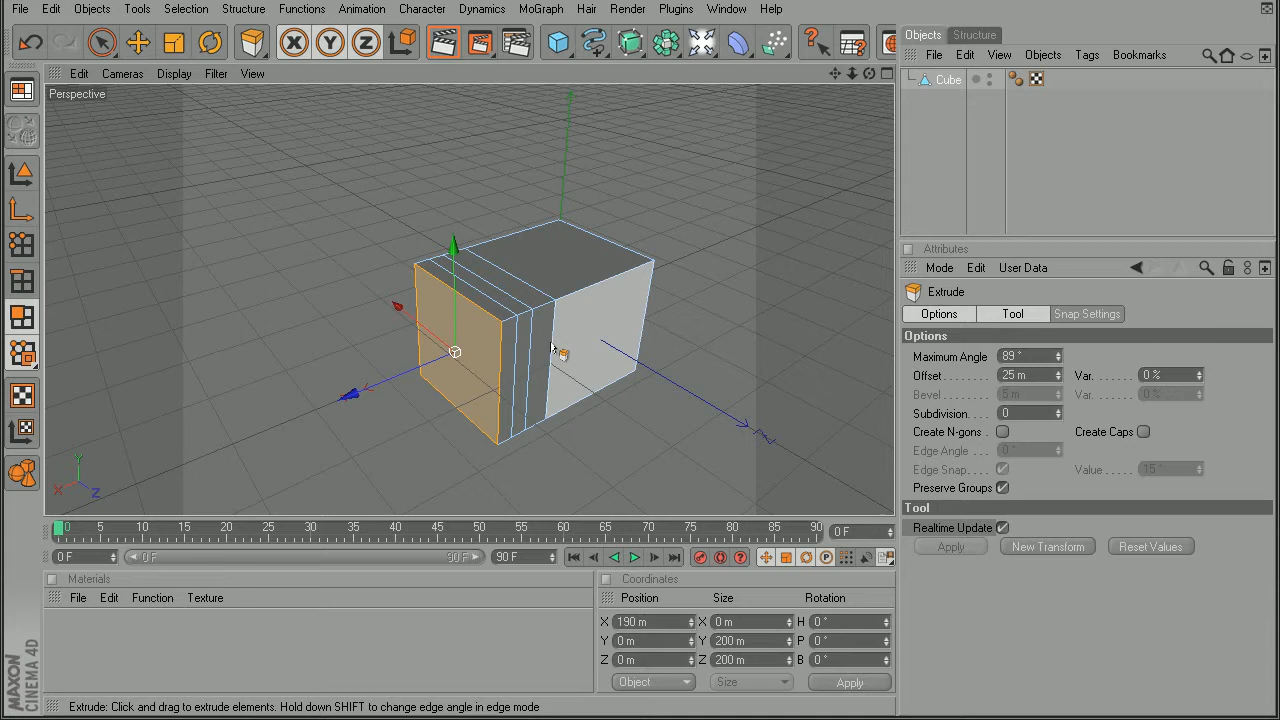 File Edit Objects Tools Selection Structure Functions Animation Character Dynamics MoGraph Hair Render Plugins Window Help
X Y Z
Objects Structure
Edit Cameras Display Filter View
File Edit View Objects Tags Bookmarks
Perspective
Cube
Attributes
Mode Edit User Data
Extrude
Options Tool Snap Settings
Options
Maximum Angle 89 °
Offset 25 m Var. 0 %
Bevel 5 m Var. 0 %
Subdivision. 0
Create N-gons Create Caps
Edge Angle 0 °
Edge Snap Value 15 °
Preserve Groups
Tool
Realtime Update
Apply New Transform Reset Values
Y
X Z
0 5 10 15 20 25 30 35 40 45 50 55 60 65 70 75 80 85 90 0 F
0 F 0 F 90 F 90 F
Materials
File Edit Function Texture
Coordinates
Position Size Rotation
X 190 m X 0 m H 0 °
Y 0 m Y 200 m P 0 °
Z 0 m Z 200 m B 0 °
Object Size Apply
MAXON
CINEMA 4D
Extrude: Click and drag to extrude elements. Hold down SHIFT to change edge angle in edge mode